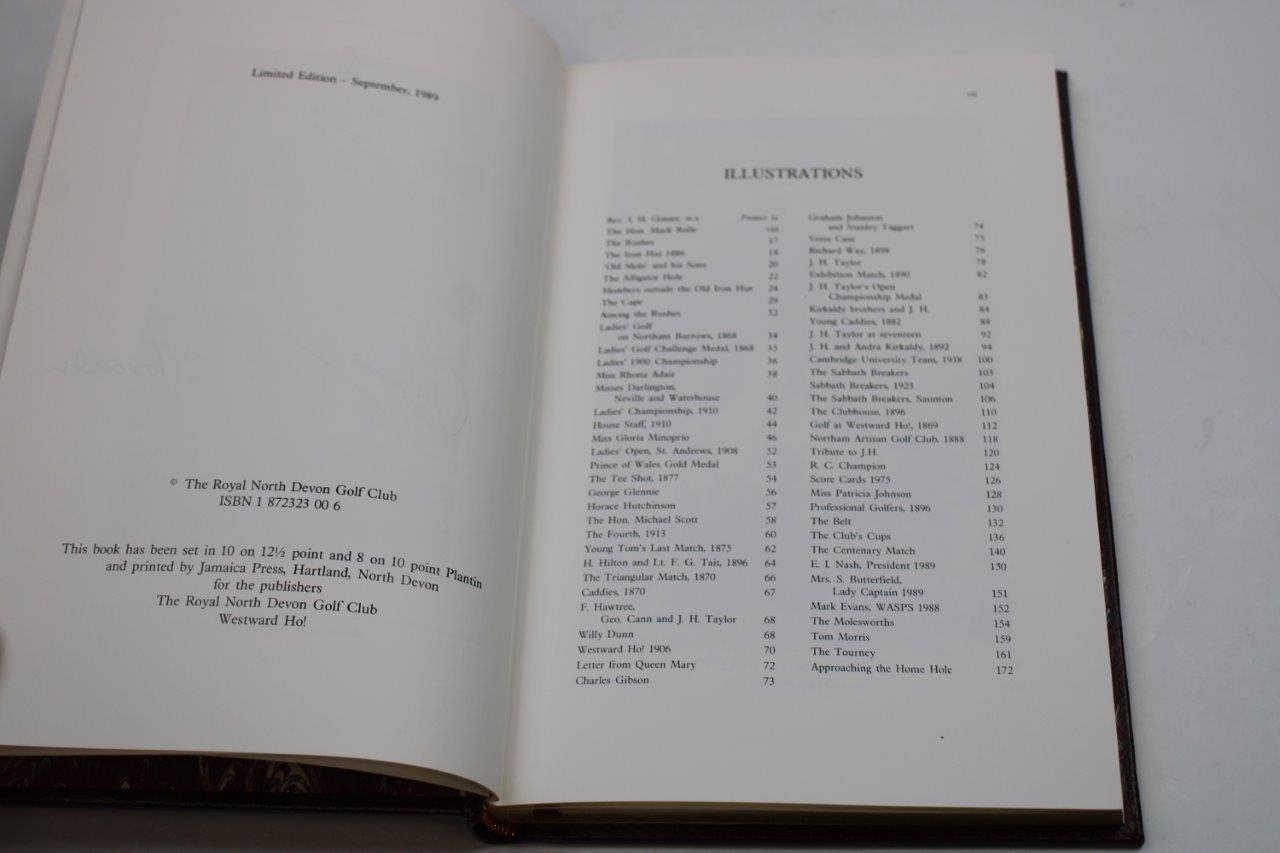 Limited Edition – September, 1989
© The Royal North Devon Golf Club
ISBN 1 872323 00 6
This book has been set in 10 on 12½ point and 8 on 10 point Plantin
and printed by Jamaica Press, Hartland, North Devon
for the publishers
The Royal North Devon Golf Club
Westward Ho!
vii
ILLUSTRATIONS
Rev. I. H. Gosset, M.A.
The Hon. Mark Rolle viii
The Rushes 17
The Iron Hut 1886 18
'Old Mole' and his Sons 20
The Alligator Hole 22
Members outside the Old Iron Hut 24
The Cape 29
Among the Rushes 32
Ladies' Golf
on Northam Burrows, 1868 34
Ladies' Golf Challenge Medal, 1868 35
Ladies' 1900 Championship 36
Miss Rhona Adair 38
Misses Darlington,
Neville and Waterhouse 40
Ladies' Championship, 1910 42
House Staff, 1910 44
Miss Gloria Minoprio 46
Ladies' Open, St. Andrews, 1908 52
Prince of Wales Gold Medal 53
The Tee Shot, 1877 54
George Glennie 56
Horace Hutchinson 57
The Hon. Michael Scott 58
The Fourth, 1913 60
Young Tom's Last Match, 1875 62
H. Hilton and Lt. F. G. Tait, 1896 64
The Triangular Match, 1870 66
Caddies, 1870 67
F. Hawtree,
Geo. Cann and J. H. Taylor 68
Willy Dunn 68
Westward Ho! 1906 70
Letter from Queen Mary 72
Charles Gibson 73
Graham Johnston
and Stanley Taggart 74
Verra Case 75
Richard Way, 1898 76
J. H. Taylor 78
Exhibition Match, 1890 82
J. H. Taylor's Open
Championship Medal 83
Kirkaldy brothers and J. H. 84
Young Caddies, 1882 88
J. H. Taylor at seventeen 92
J. H. and Andra Kirkaldy, 1892 94
Cambridge University Team, 1938 100
The Sabbath Breakers 103
Sabbath Breakers, 1923 104
The Sabbath Breakers, Saunton 106
The Clubhouse, 1896 110
Golf at Westward Ho!, 1869 112
Northam Artisan Golf Club, 1888 118
Tribute to J.H. 120
R. C. Champion 124
Score Cards 1975 126
Miss Patricia Johnson 128
Professional Golfers, 1896 130
The Belt 132
The Club's Cups 136
The Centenary Match 140
E. I. Nash, President 1989 150
Mrs. S. Butterfield,
Lady Captain 1989 151
Mark Evans, WASPS 1988 152
The Molesworths 154
Tom Morris 159
The Tourney 161
Approaching the Home Hole 172